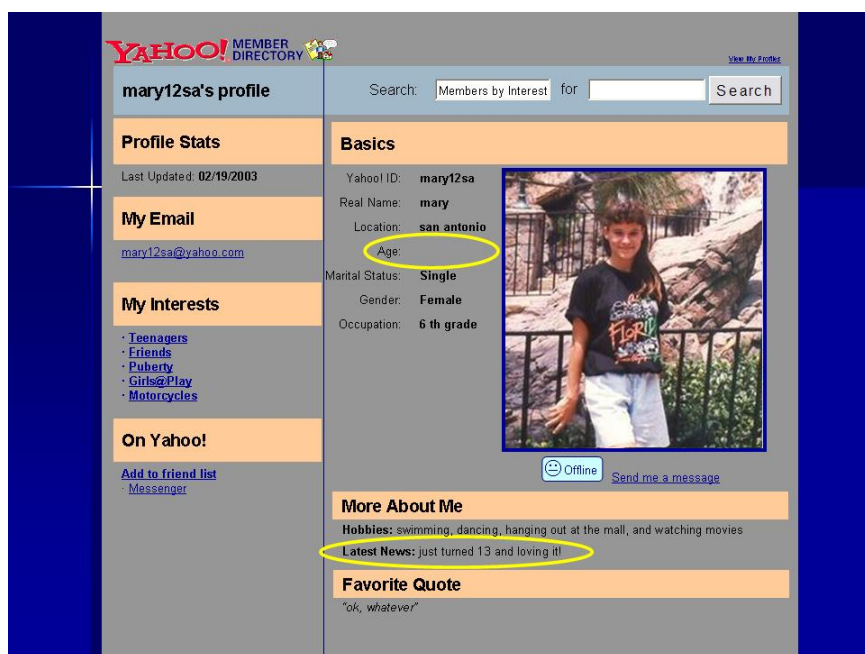 YAHOO! MEMBER DIRECTORY
View My Profiles
mary12sa's profile
Search: Members by Interest for Search
Profile Stats
Last Updated: 02/19/2003
My Email
mary12sa@yahoo.com
My Interests
· Teenagers
· Friends
· Puberty
· Girls@Play
· Motorcycles
On Yahoo!
Add to friend list
· Messenger
Basics
Yahoo! ID: mary12sa
Real Name: mary
Location: san antonio
Age:
Marital Status: Single
Gender: Female
Occupation: 6 th grade
FLORID
Offline
Send me a message
More About Me
Hobbies: swimming, dancing, hanging out at the mall, and watching movies
Latest News: just turned 13 and loving it!
Favorite Quote
"ok, whatever"